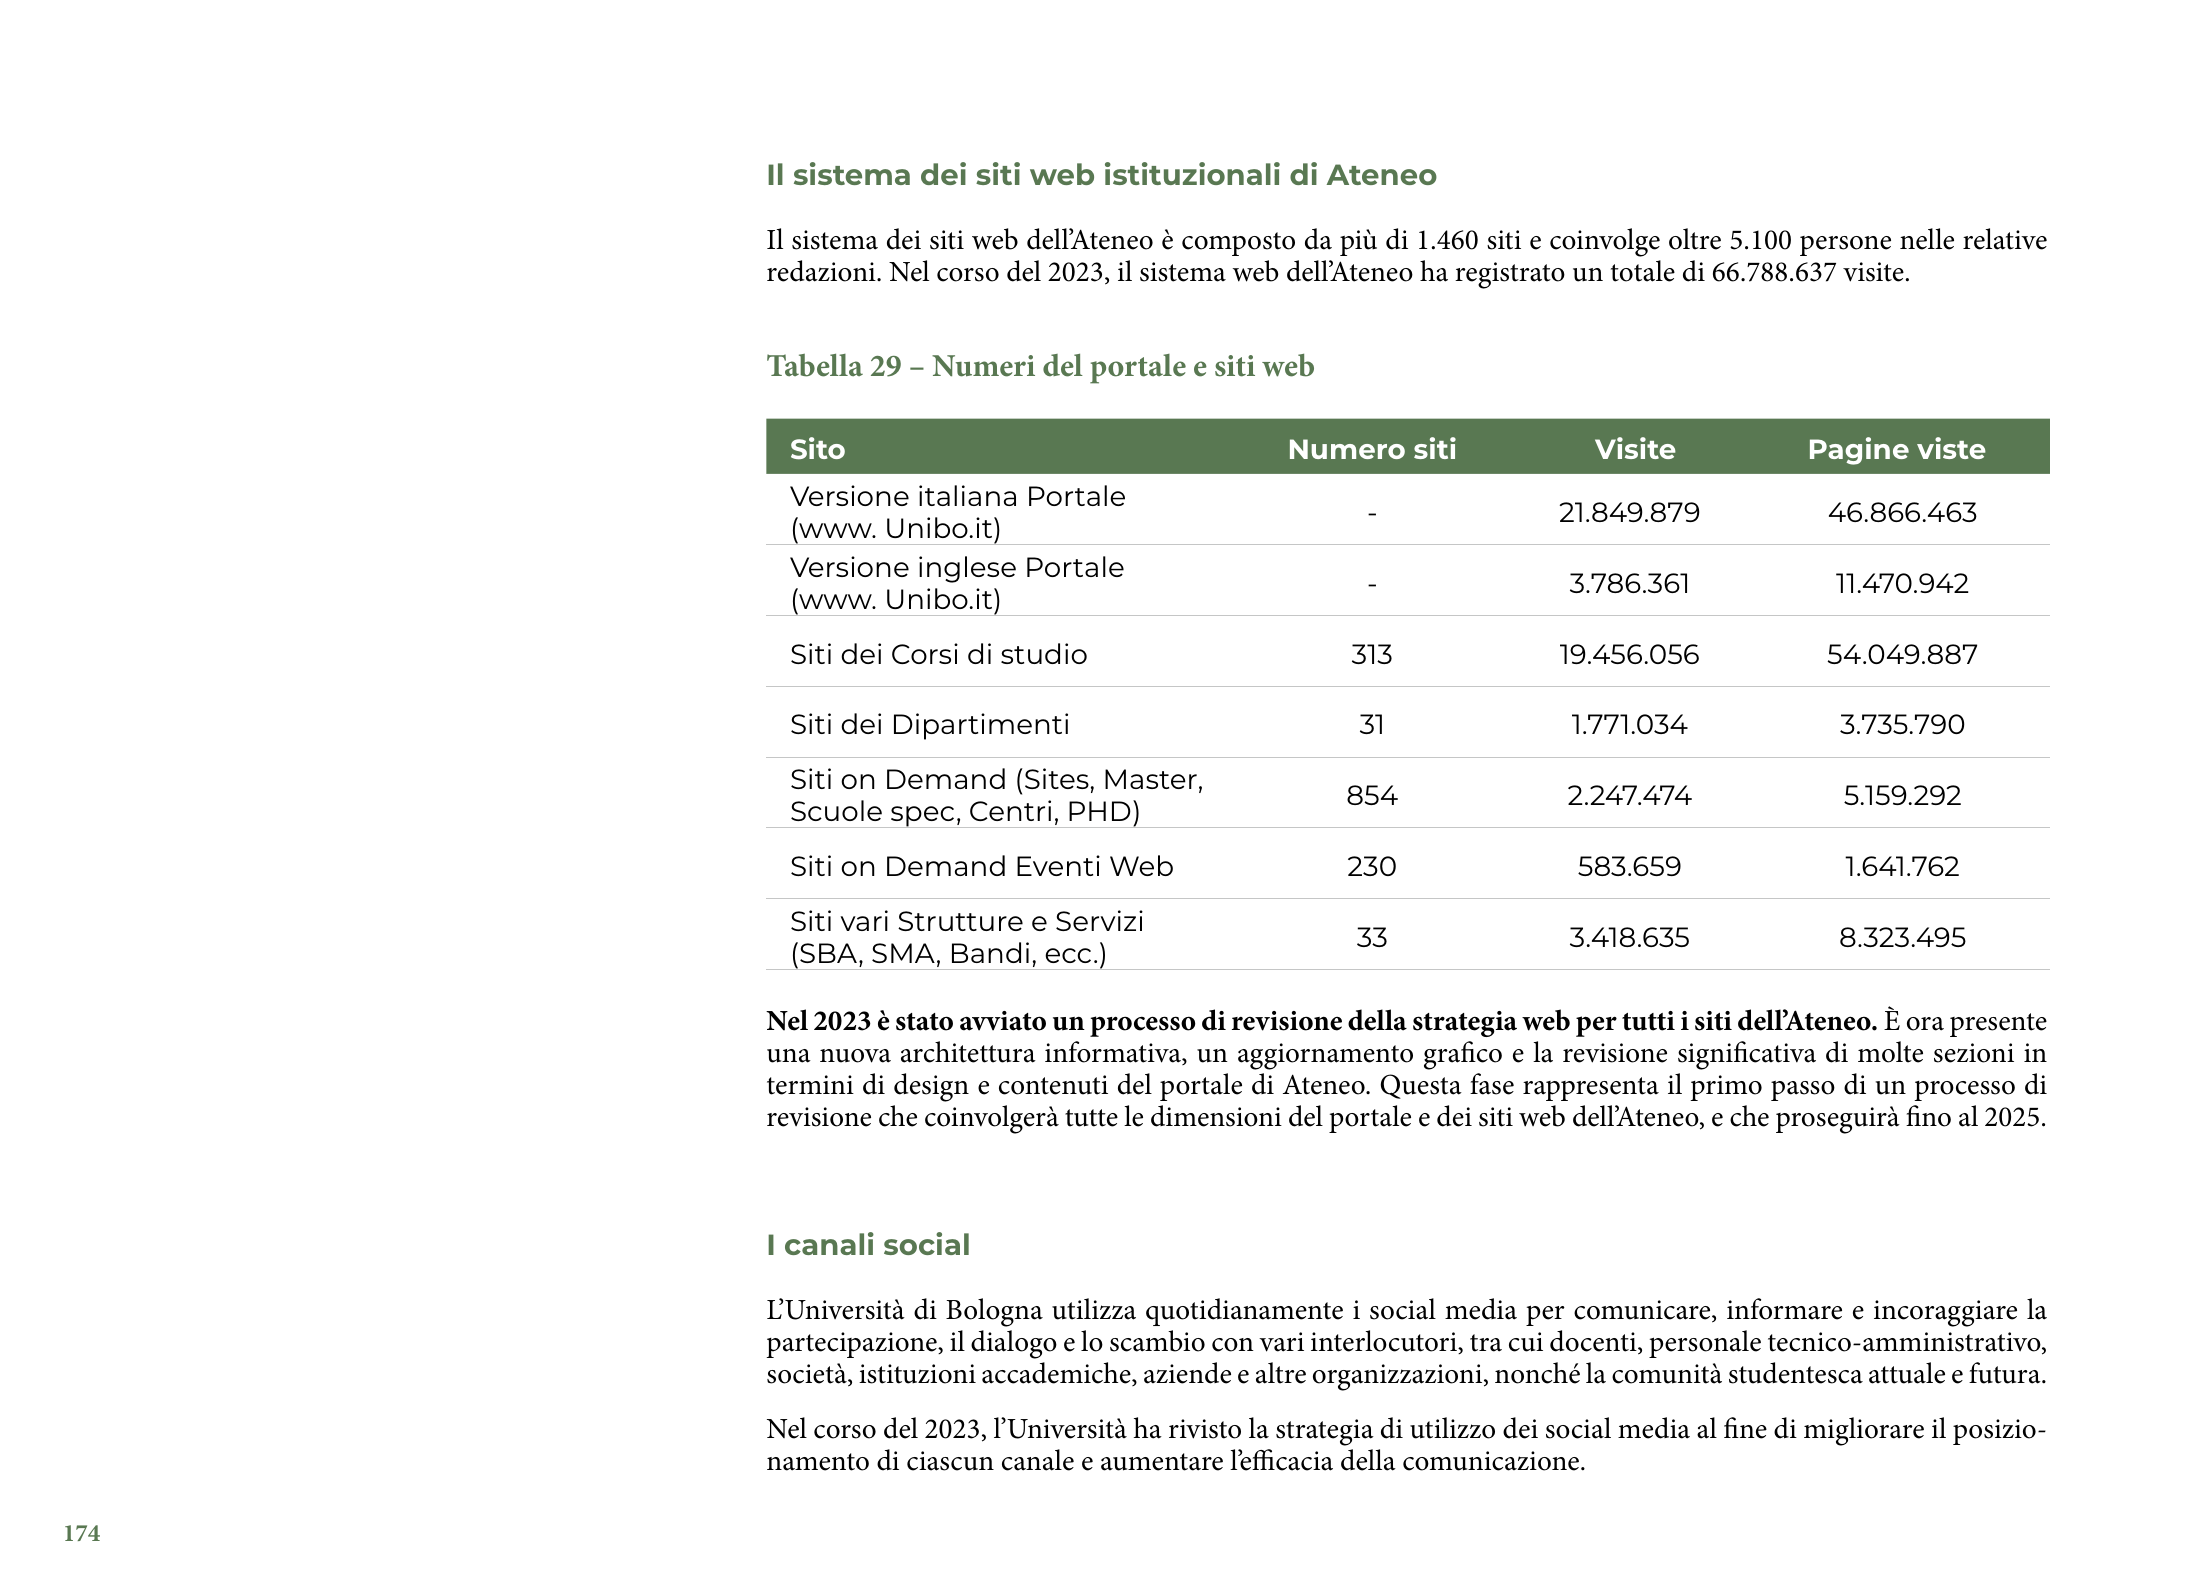 Il sistema dei siti web istituzionali di Ateneo
Il sistema dei siti web dell’Ateneo è composto da più di 1.460 siti e coinvolge oltre 5.100 persone nelle relative
redazioni. Nel corso del 2023, il sistema web dell’Ateneo ha registrato un totale di 66.788.637 visite.
Tabella 29 – Numeri del portale e siti web
Sito Numero siti Visite Pagine viste
Versione italiana Portale
(www. Unibo.it) - 21.849.879 46.866.463
Versione inglese Portale
(www. Unibo.it) - 3.786.361 11.470.942
Siti dei Corsi di studio 313 19.456.056 54.049.887
Siti dei Dipartimenti 31 1.771.034 3.735.790
Siti on Demand (Sites, Master,
Scuole spec, Centri, PHD) 854 2.247.474 5.159.292
Siti on Demand Eventi Web 230 583.659 1.641.762
Siti vari Strutture e Servizi
(SBA, SMA, Bandi, ecc.) 33 3.418.635 8.323.495
Nel 2023 è stato avviato un processo di revisione della strategia web per tutti i siti dell’Ateneo. È ora presente
una nuova architettura informativa, un aggiornamento grafico e la revisione significativa di molte sezioni in
termini di design e contenuti del portale di Ateneo. Questa fase rappresenta il primo passo di un processo di
revisione che coinvolgerà tutte le dimensioni del portale e dei siti web dell’Ateneo, e che proseguirà fino al 2025.
I canali social
L’Università di Bologna utilizza quotidianamente i social media per comunicare, informare e incoraggiare la
partecipazione, il dialogo e lo scambio con vari interlocutori, tra cui docenti, personale tecnico-amministrativo,
società, istituzioni accademiche, aziende e altre organizzazioni, nonché la comunità studentesca attuale e futura.
Nel corso del 2023, l’Università ha rivisto la strategia di utilizzo dei social media al fine di migliorare il posizio-
namento di ciascun canale e aumentare l’efficacia della comunicazione.
174